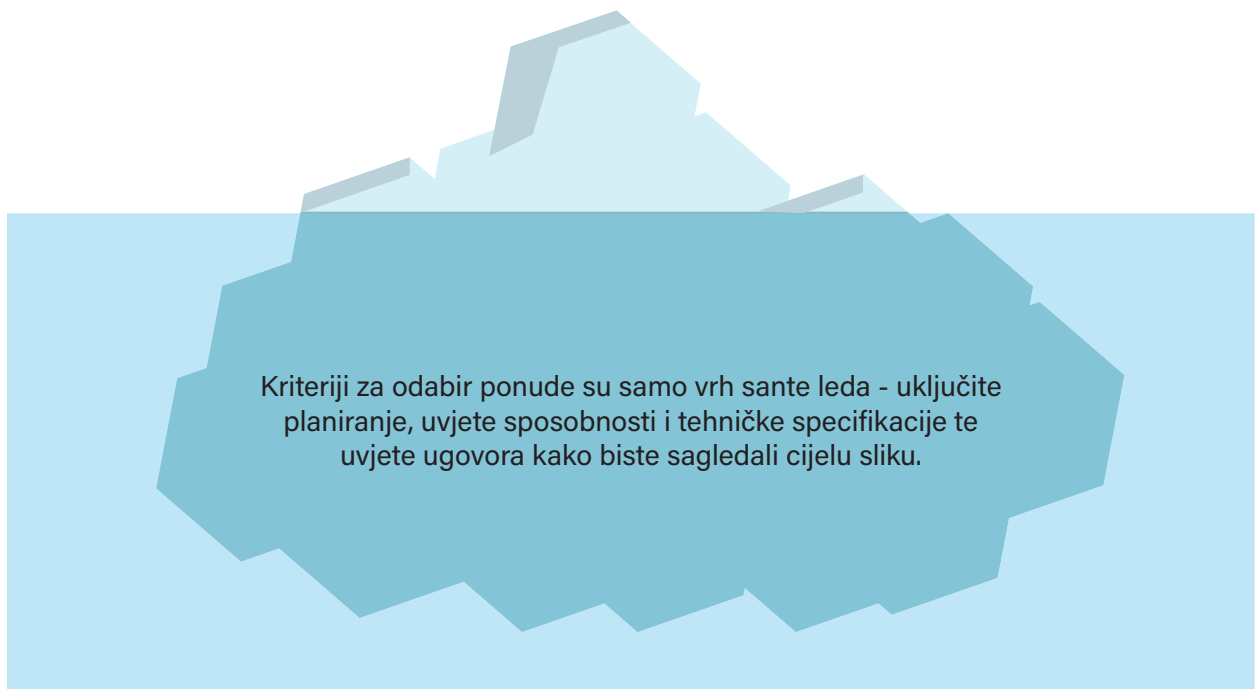 Kriteriji za odabir ponude su samo vrh sante leda - uključite
planiranje, uvjete sposobnosti i tehničke specifikacije te
uvjete ugovora kako biste sagledali cijelu sliku.